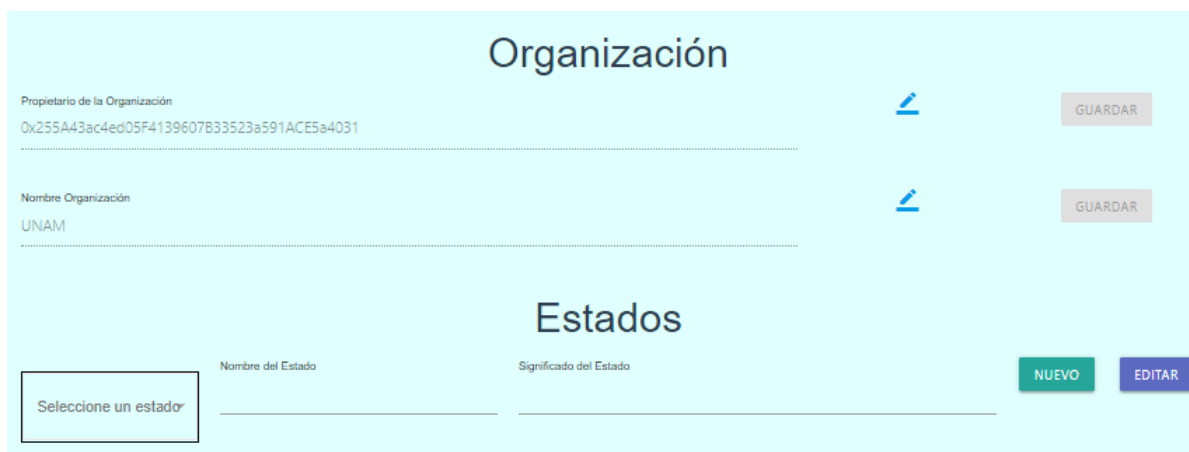 Organización
Propietario de la Organización
0x255A43ac4ed05F4139607B33523a591ACE5a4031
GUARDAR
Nombre Organización
UNAM
GUARDAR
Estados
Seleccione un estado
Nombre del Estado
Significado del Estado
NUEVO
EDITAR